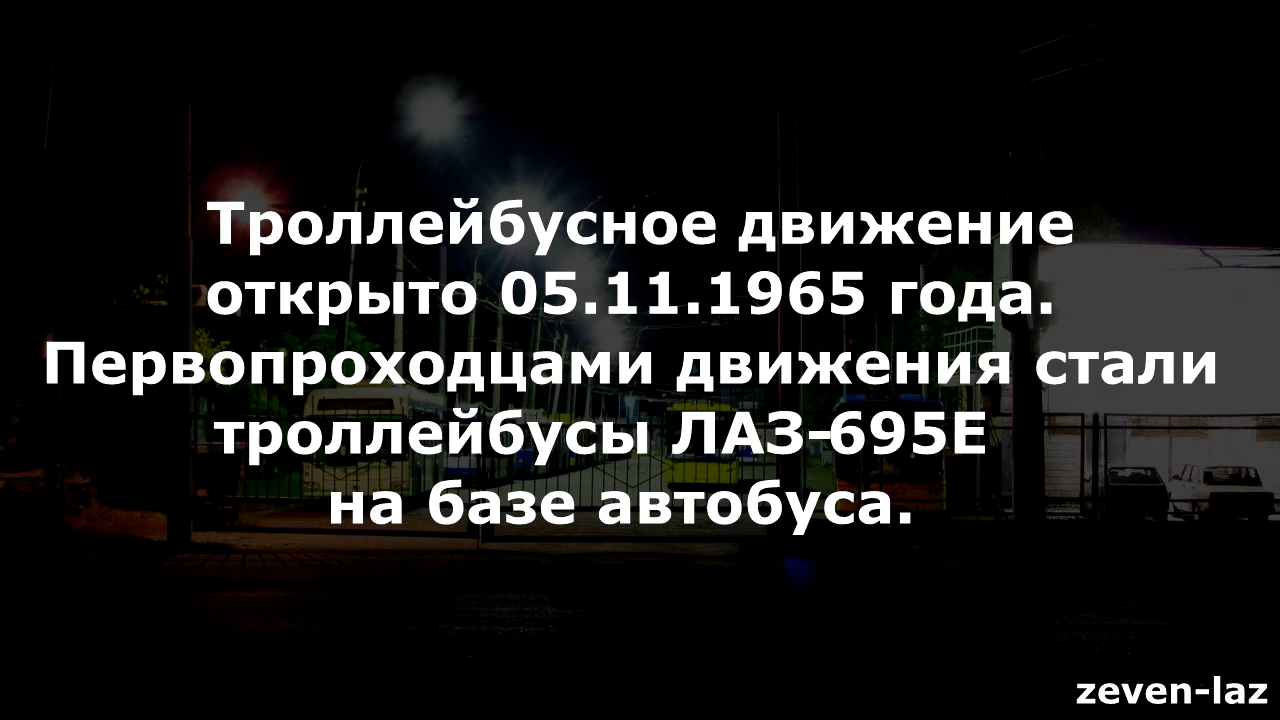 Троллейбусное движение
открыто 05.11.1965 года.
Первопроходцами движения стали
троллейбусы ЛАЗ-695Е
на базе автобуса.
zeven-laz